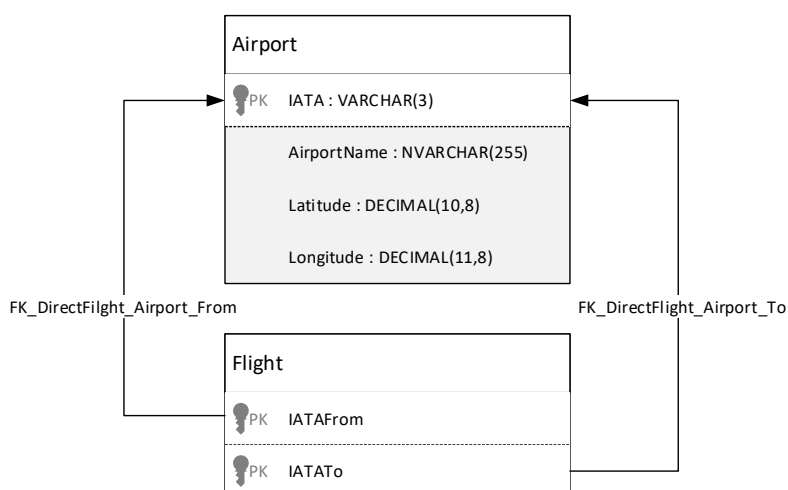 Airport
PK IATA : VARCHAR(3)
AirportName : NVARCHAR(255)
Latitude : DECIMAL(10,8)
Longitude : DECIMAL(11,8)
FK_DirectFilght_Airport_From
FK_DirectFlight_Airport_To
Flight
PK IATAFrom
PK IATATo